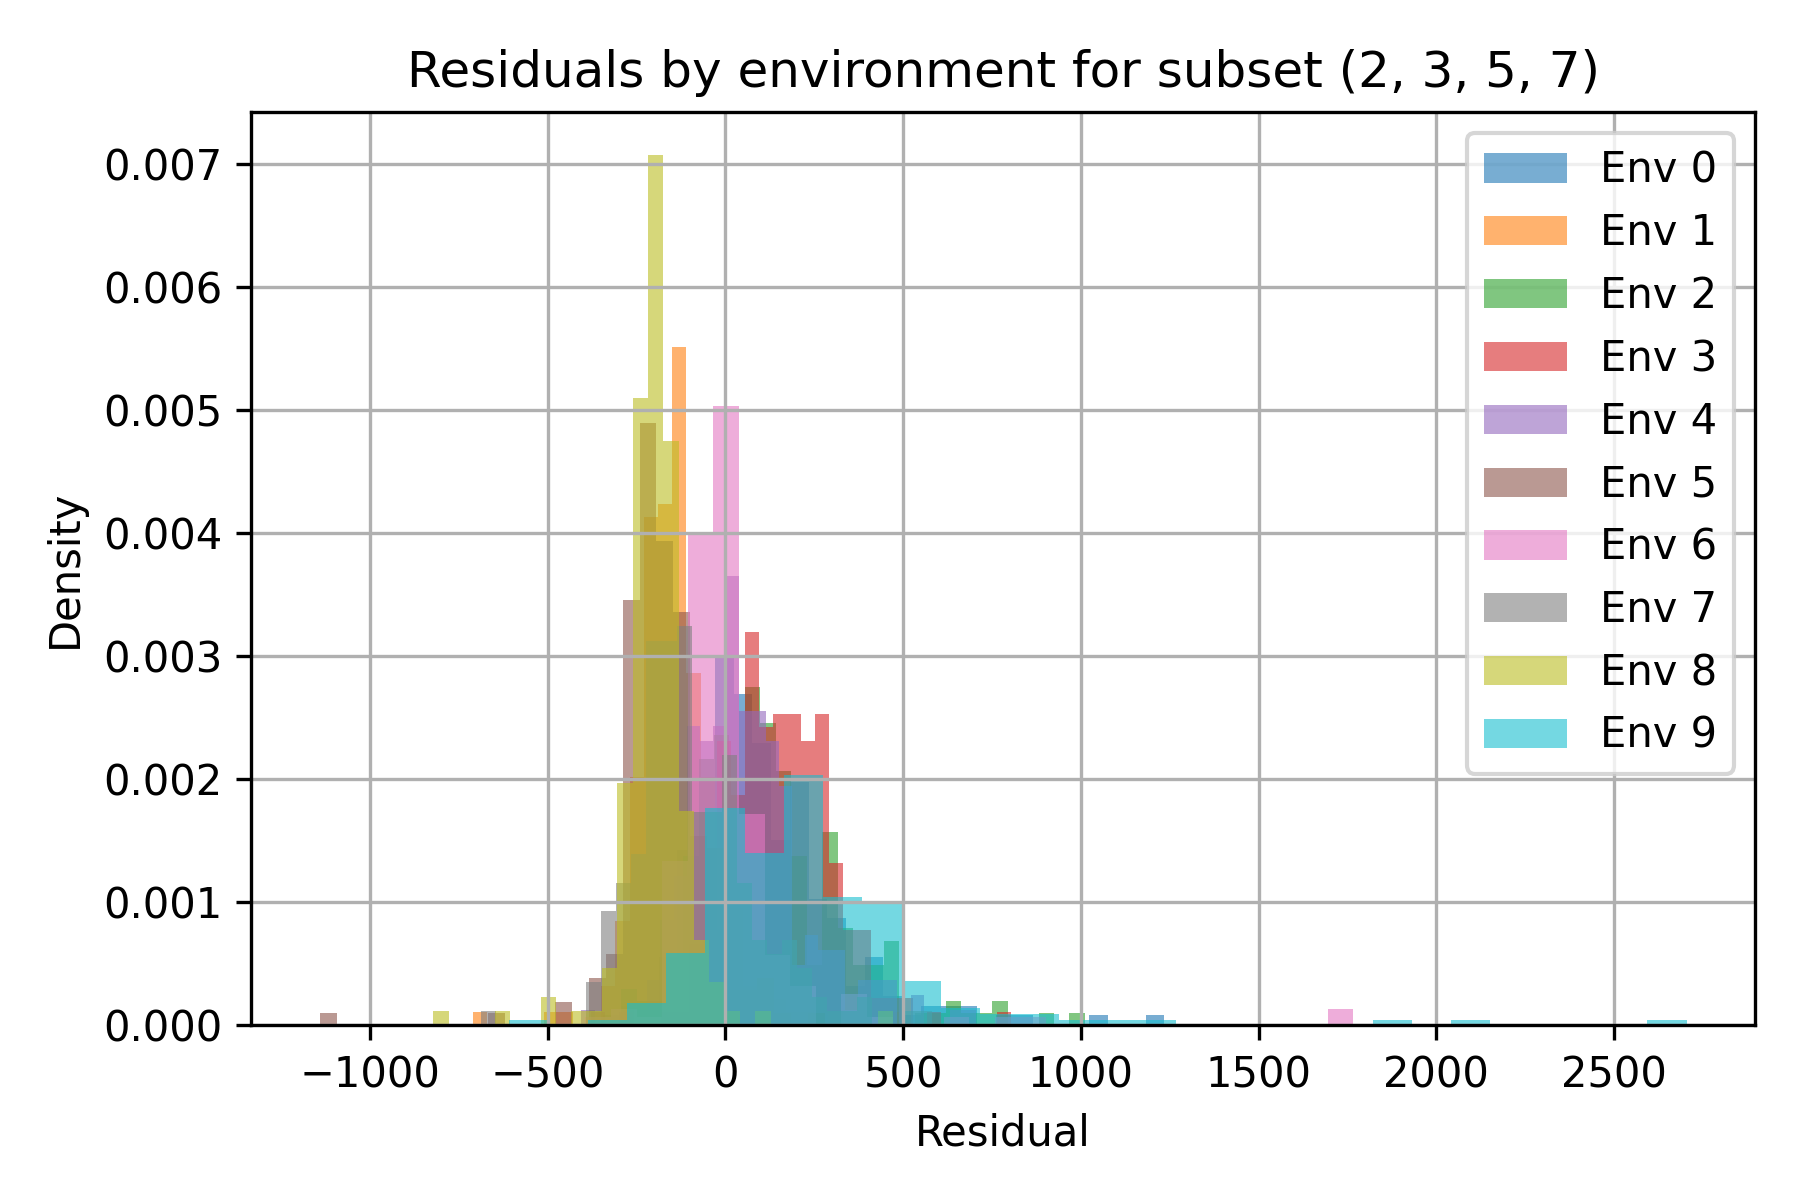 Residuals by environment for subset (2, 3, 5, 7)
0.007
0.006
0.005
0.004
0.003
0.002
0.001
0.000
Density
−1000
−500
0
500
1000
1500
2000
2500
Residual
Env 0
Env 1
Env 2
Env 3
Env 4
Env 5
Env 6
Env 7
Env 8
Env 9